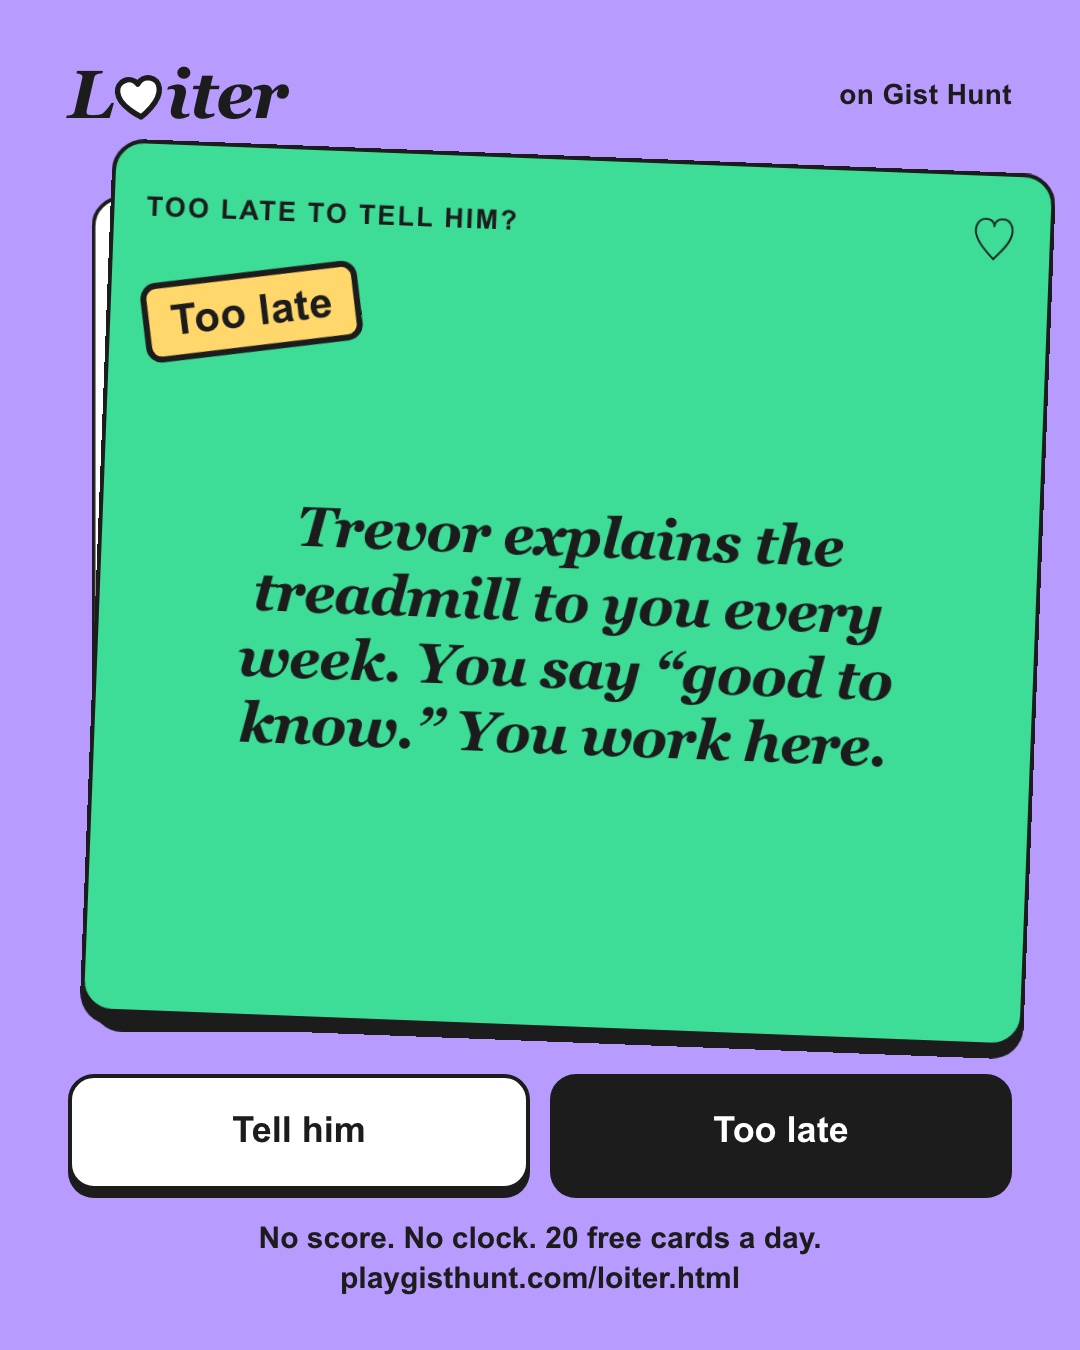 Loiter
on Gist Hunt
TOO LATE TO TELL HIM?
Too late
Trevor explains the
treadmill to you every
week. You say “good to
know.” You work here.
Tell him
Too late
No score. No clock. 20 free cards a day.
playgisthunt.com/loiter.html